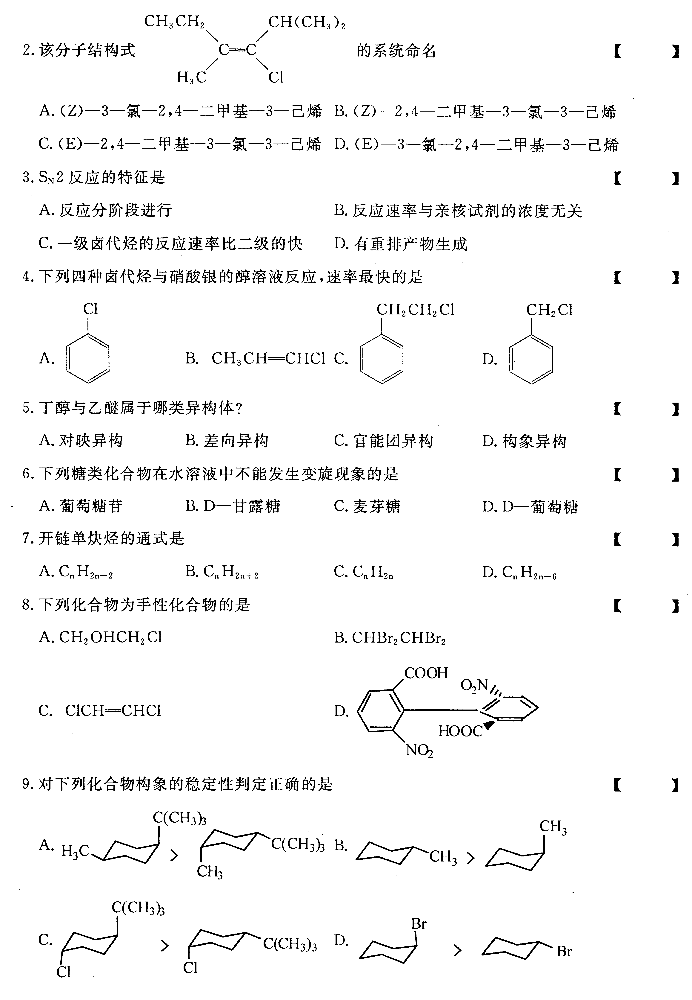 CH₃CH₂ CH(CH₃)₂
2. 该分子结构式 C═C 的系统命名 【 】
H₃C Cl
A. (Z)—3—氯—2,4—二甲基—3—己烯 B. (Z)—2,4—二甲基—3—氯—3—己烯
C. (E)—2,4—二甲基—3—氯—3—己烯 D. (E)—3—氯—2,4—二甲基—3—己烯
3. S_N2 反应的特征是 【 】
A. 反应分阶段进行 B. 反应速率与亲核试剂的浓度无关
C. 一级卤代烃的反应速率比二级的快 D. 有重排产物生成
4. 下列四种卤代烃与硝酸银的醇溶液反应,速率最快的是 【 】
Cl CH₂CH₂Cl CH₂Cl
A. B. CH₃CH═CHCl C. D.
5. 丁醇与乙醚属于哪类异构体? 【 】
A. 对映异构 B. 差向异构 C. 官能团异构 D. 构象异构
6. 下列糖类化合物在水溶液中不能发生变旋现象的是 【 】
A. 葡萄糖苷 B. D—甘露糖 C. 麦芽糖 D. D—葡萄糖
7. 开链单炔烃的通式是 【 】
A. CₙH₂ₙ₋₂ B. CₙH₂ₙ₊₂ C. CₙH₂ₙ D. CₙH₂ₙ₋₆
8. 下列化合物为手性化合物的是 【 】
A. CH₂OHCH₂Cl B. CHBr₂CHBr₂
COOH O₂N
C. ClCH═CHCl D.
HOOC
NO₂
9. 对下列化合物构象的稳定性判定正确的是 【 】
C(CH₃)₃ CH₃
A. H₃C > C(CH₃)₃ B. CH₃ >
CH₃
C(CH₃)₃ Br
C. > C(CH₃)₃ D. > Br
Cl Cl